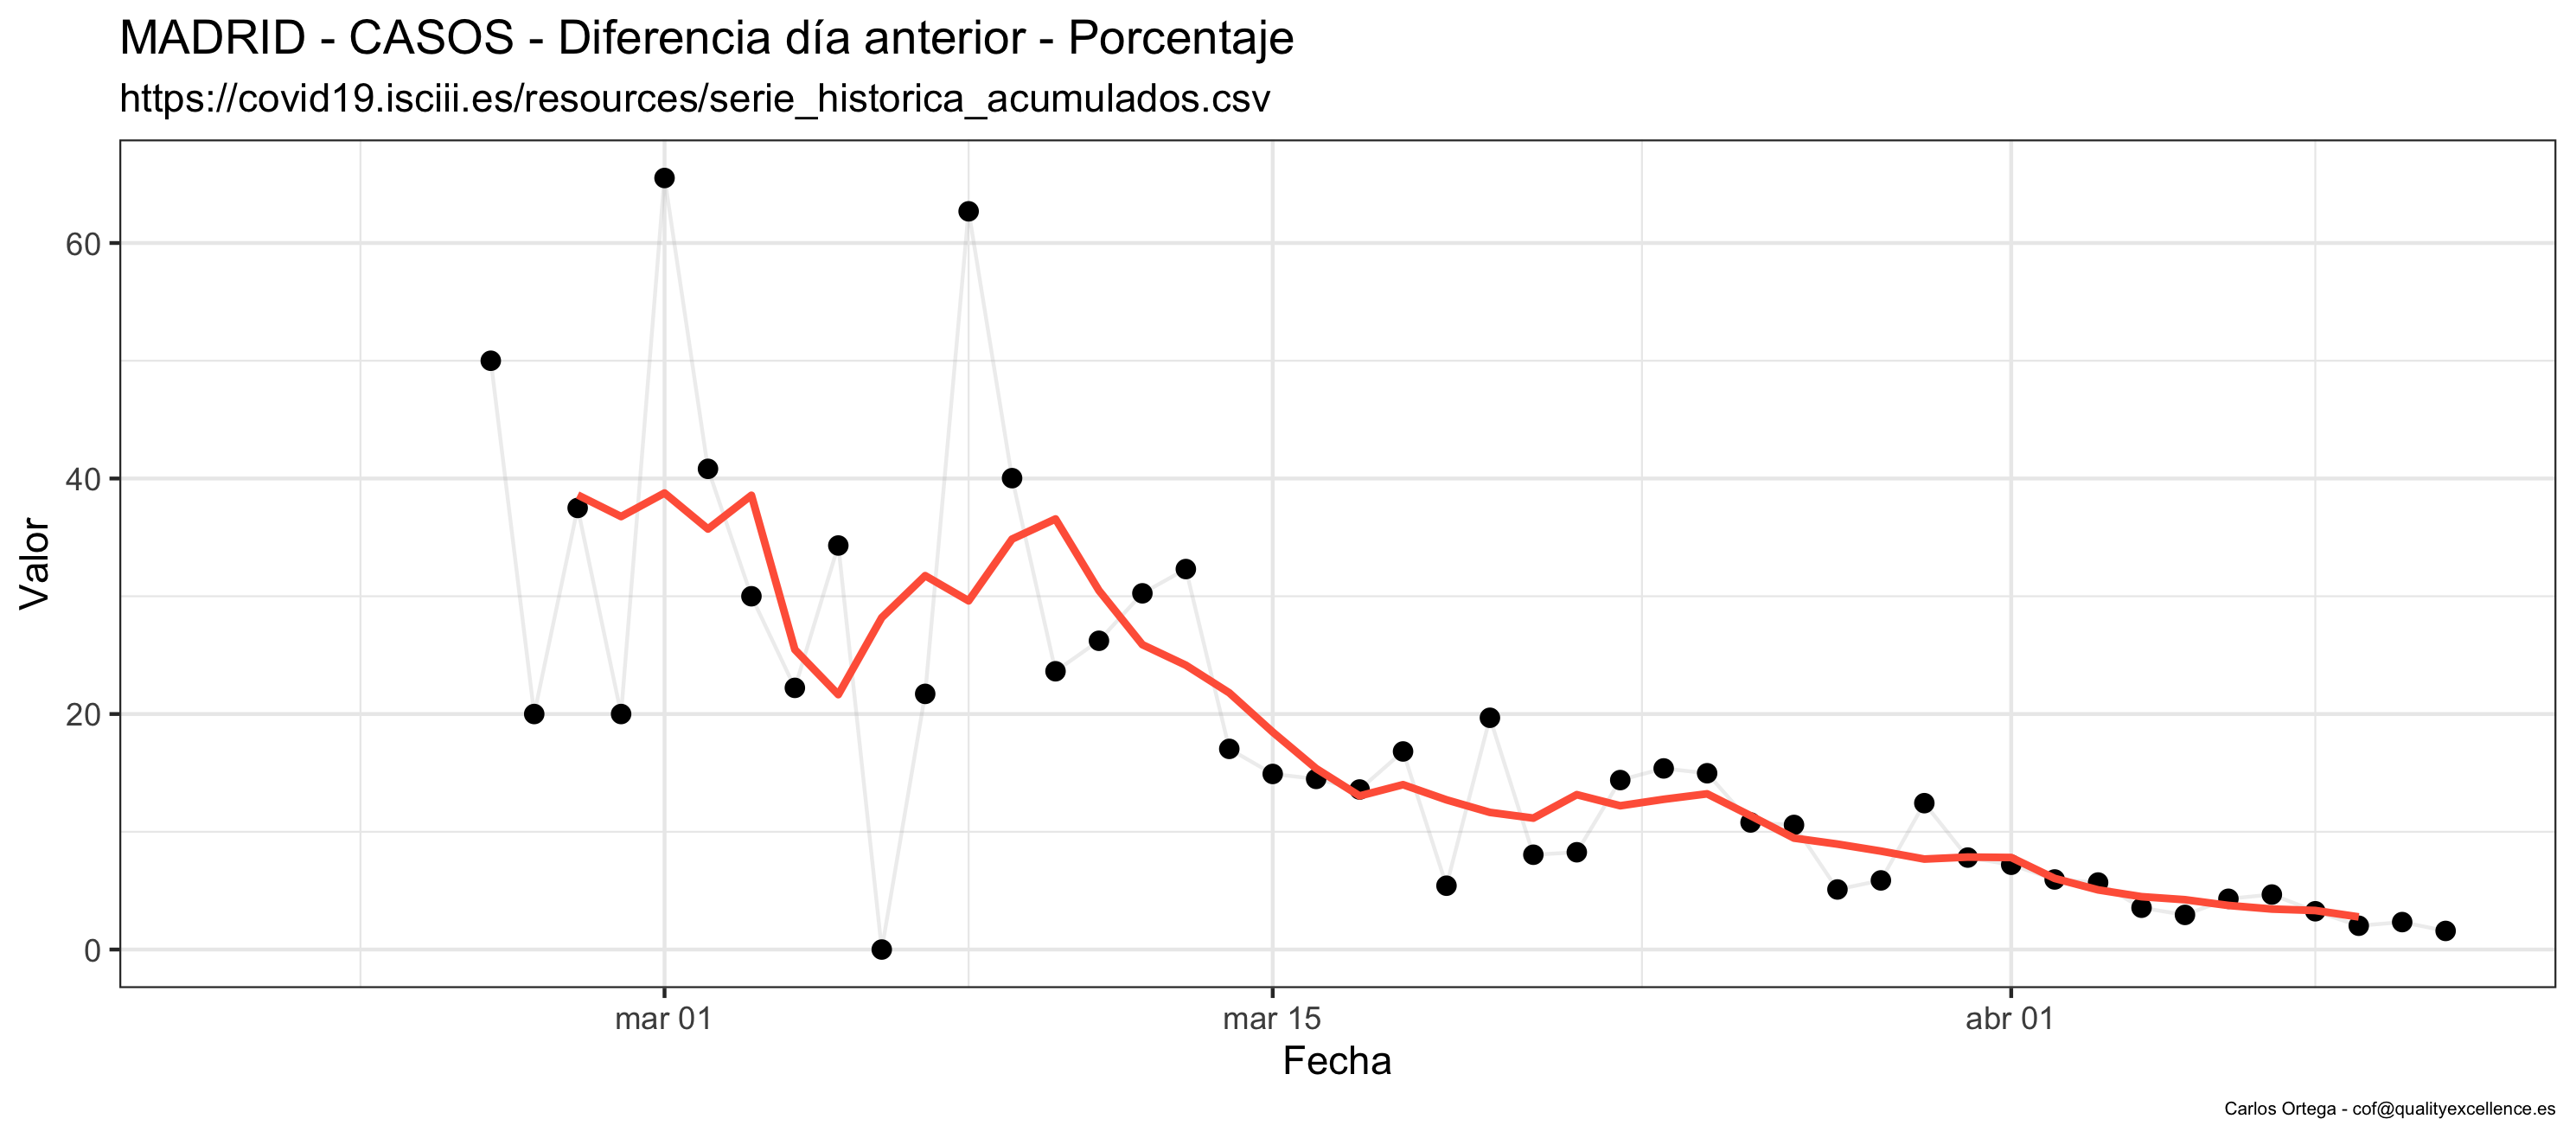 MADRID - CASOS - Diferencia día anterior - Porcentaje
https://covid19.isciii.es/resources/serie_historica_acumulados.csv
60
40
20
0
Valor
mar 01
mar 15
abr 01
Fecha
Carlos Ortega - cof@qualityexcellence.es